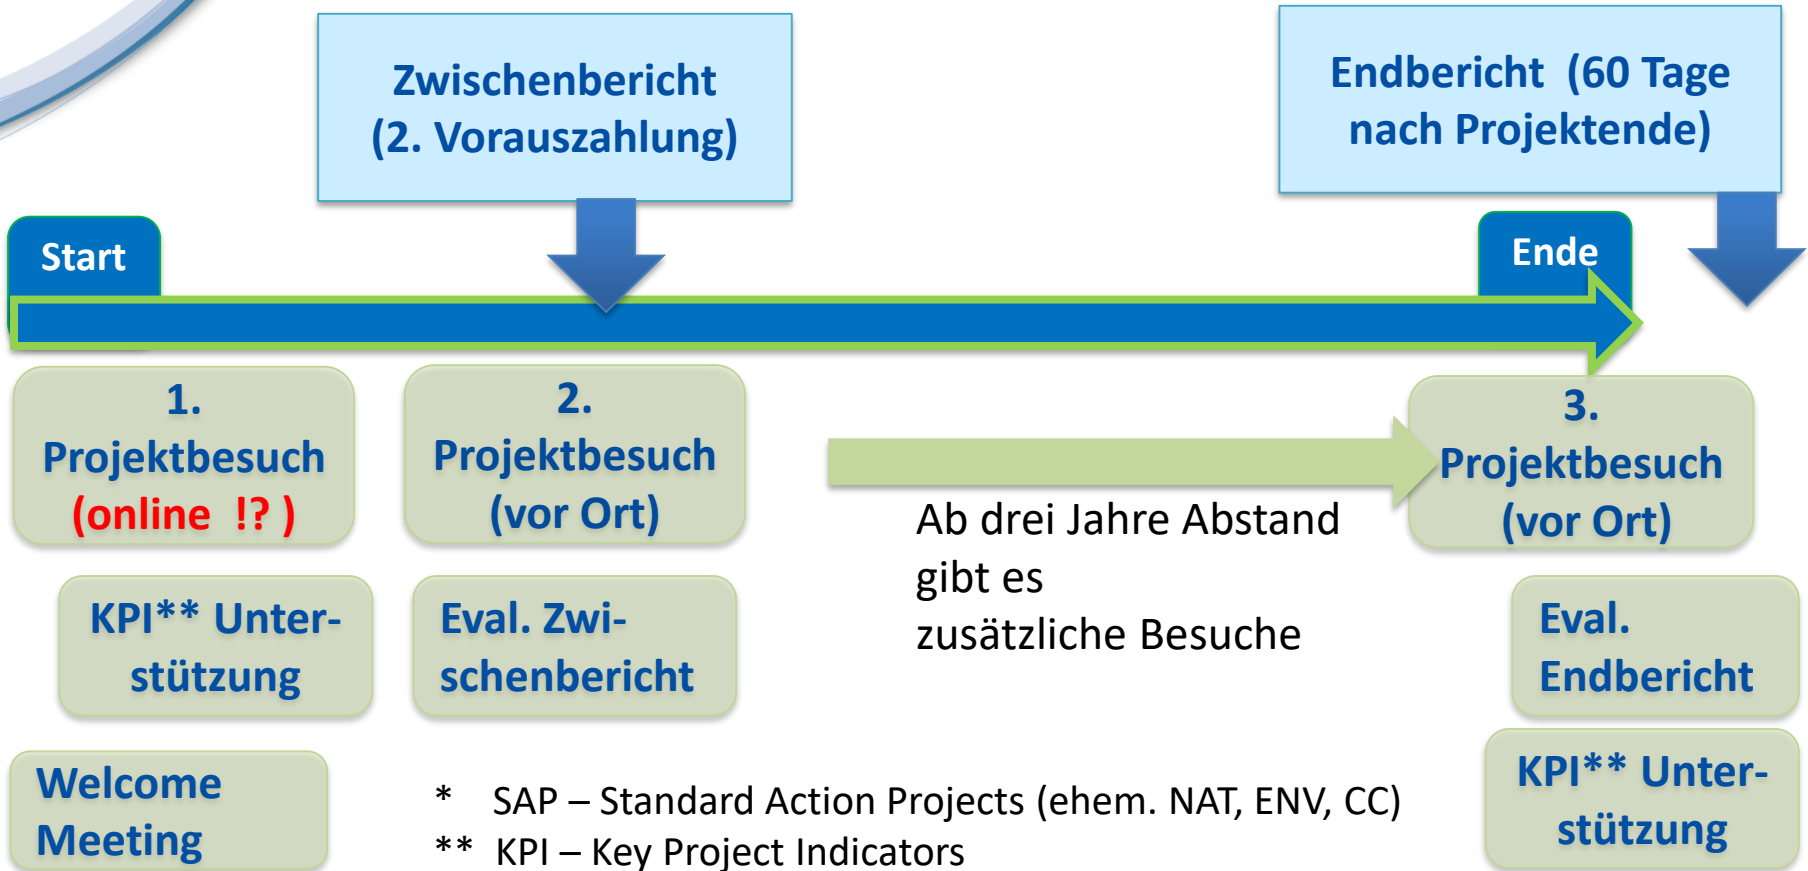 Zwischenbericht
(2. Vorauszahlung)
Endbericht (60 Tage
nach Projektende)
Start
Ende
1.
Projektbesuch
(online !? )
2.
Projektbesuch
(vor Ort)
3.
Projektbesuch
(vor Ort)
Ab drei Jahre Abstand
gibt es
zusätzliche Besuche
KPI** Unter-
stützung
Eval. Zwi-
schenbericht
Eval.
Endbericht
Welcome
Meeting
KPI** Unter-
stützung
* SAP – Standard Action Projects (ehem. NAT, ENV, CC)
** KPI – Key Project Indicators